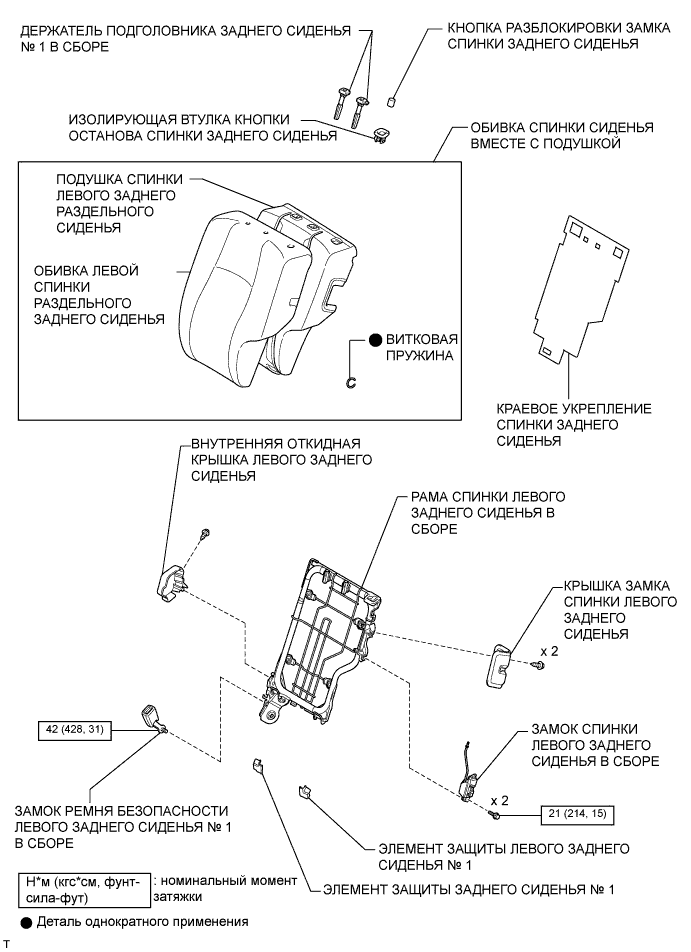 ДЕРЖАТЕЛЬ ПОДГОЛОВНИКА ЗАДНЕГО СИДЕНЬЯ
№ 1 В СБОРЕ
КНОПКА РАЗБЛОКИРОВКИ ЗАМКА
СПИНКИ ЗАДНЕГО СИДЕНЬЯ
ИЗОЛИРУЮЩАЯ ВТУЛКА КНОПКИ
ОСТАНОВА СПИНКИ ЗАДНЕГО СИДЕНЬЯ
ОБИВКА СПИНКИ СИДЕНЬЯ
ВМЕСТЕ С ПОДУШКОЙ
ПОДУШКА СПИНКИ
ЛЕВОГО ЗАДНЕГО
РАЗДЕЛЬНОГО
СИДЕНЬЯ
ОБИВКА ЛЕВОЙ
СПИНКИ
РАЗДЕЛЬНОГО
ЗАДНЕГО СИДЕНЬЯ
ВИТКОВАЯ
ПРУЖИНА
КРАЕВОЕ УКРЕПЛЕНИЕ
СПИНКИ ЗАДНЕГО
СИДЕНЬЯ
ВНУТРЕННЯЯ ОТКИДНАЯ
КРЫШКА ЛЕВОГО ЗАДНЕГО
СИДЕНЬЯ
РАМА СПИНКИ ЛЕВОГО
ЗАДНЕГО СИДЕНЬЯ В
СБОРЕ
КРЫШКА ЗАМКА
СПИНКИ ЛЕВОГО
ЗАДНЕГО
СИДЕНЬЯ
x 2
42 (428, 31)
ЗАМОК СПИНКИ
ЛЕВОГО ЗАДНЕГО
СИДЕНЬЯ В СБОРЕ
x 2
21 (214, 15)
ЗАМОК РЕМНЯ БЕЗОПАСНОСТИ
ЛЕВОГО ЗАДНЕГО СИДЕНЬЯ № 1
В СБОРЕ
ЭЛЕМЕНТ ЗАЩИТЫ ЛЕВОГО ЗАДНЕГО
СИДЕНЬЯ № 1
ЭЛЕМЕНТ ЗАЩИТЫ ЗАДНЕГО СИДЕНЬЯ № 1
Н*м (кгс*см, фунт-
сила-фут)
: номинальный момент
затяжки
Деталь однократного применения
T